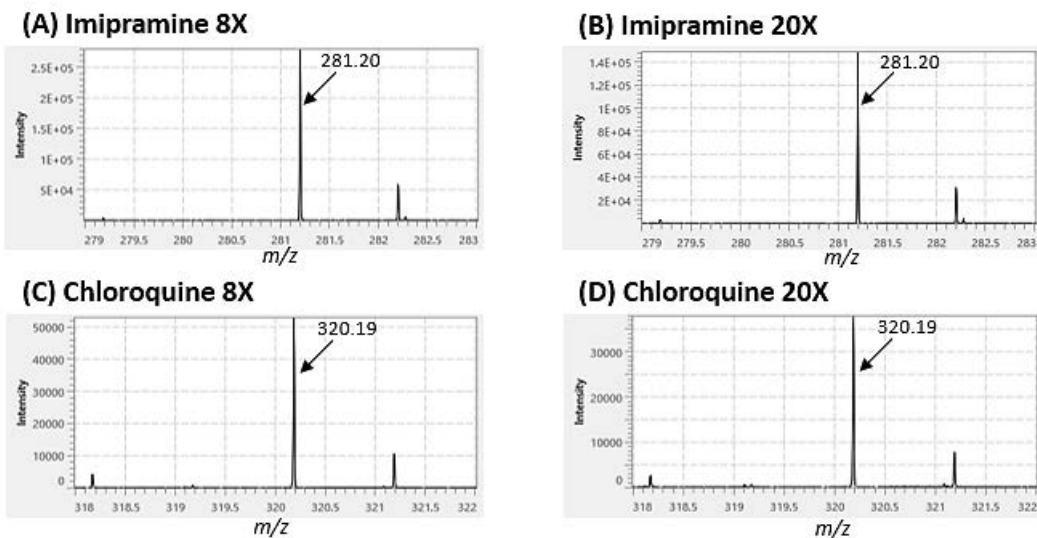 (A) Imipramine 8X
2.5E+05
2E+05
1.5E+05
1E+05
5E+04
Intensity
281.20
279 279.5 280 280.5 281 281.5 282 282.5 283
m/z
(B) Imipramine 20X
1.4E+05
1.2E+05
1E+05
8E+04
6E+04
4E+04
2E+04
Intensity
281.20
279 279.5 280 280.5 281 281.5 282 282.5 283
m/z
(C) Chloroquine 8X
50000
40000
30000
20000
10000
0
Intensity
320.19
318 318.5 319 319.5 320 320.5 321 321.5 322
m/z
(D) Chloroquine 20X
30000
20000
10000
0
Intensity
320.19
318 318.5 319 319.5 320 320.5 321 321.5 322
m/z